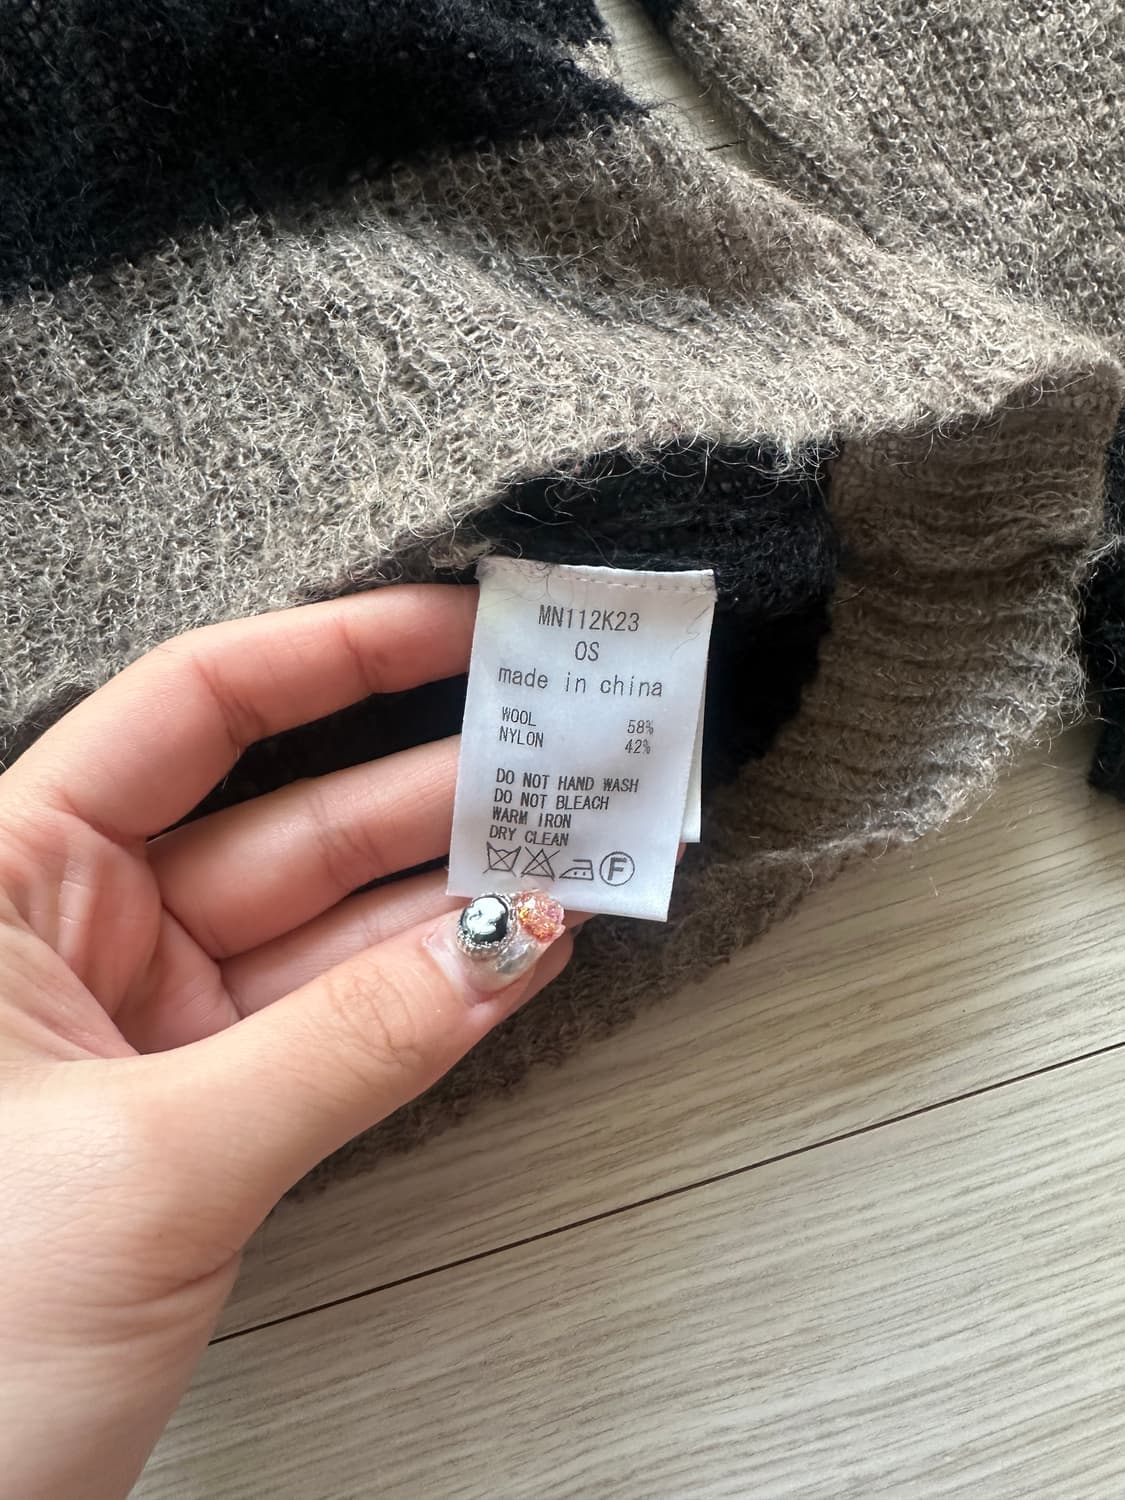 MN112K23
OS
made in china
WOOL 58%
NYLON 42%
DO NOT HAND WASH
DO NOT BLEACH
WARM IRON
DRY CLEAN
F